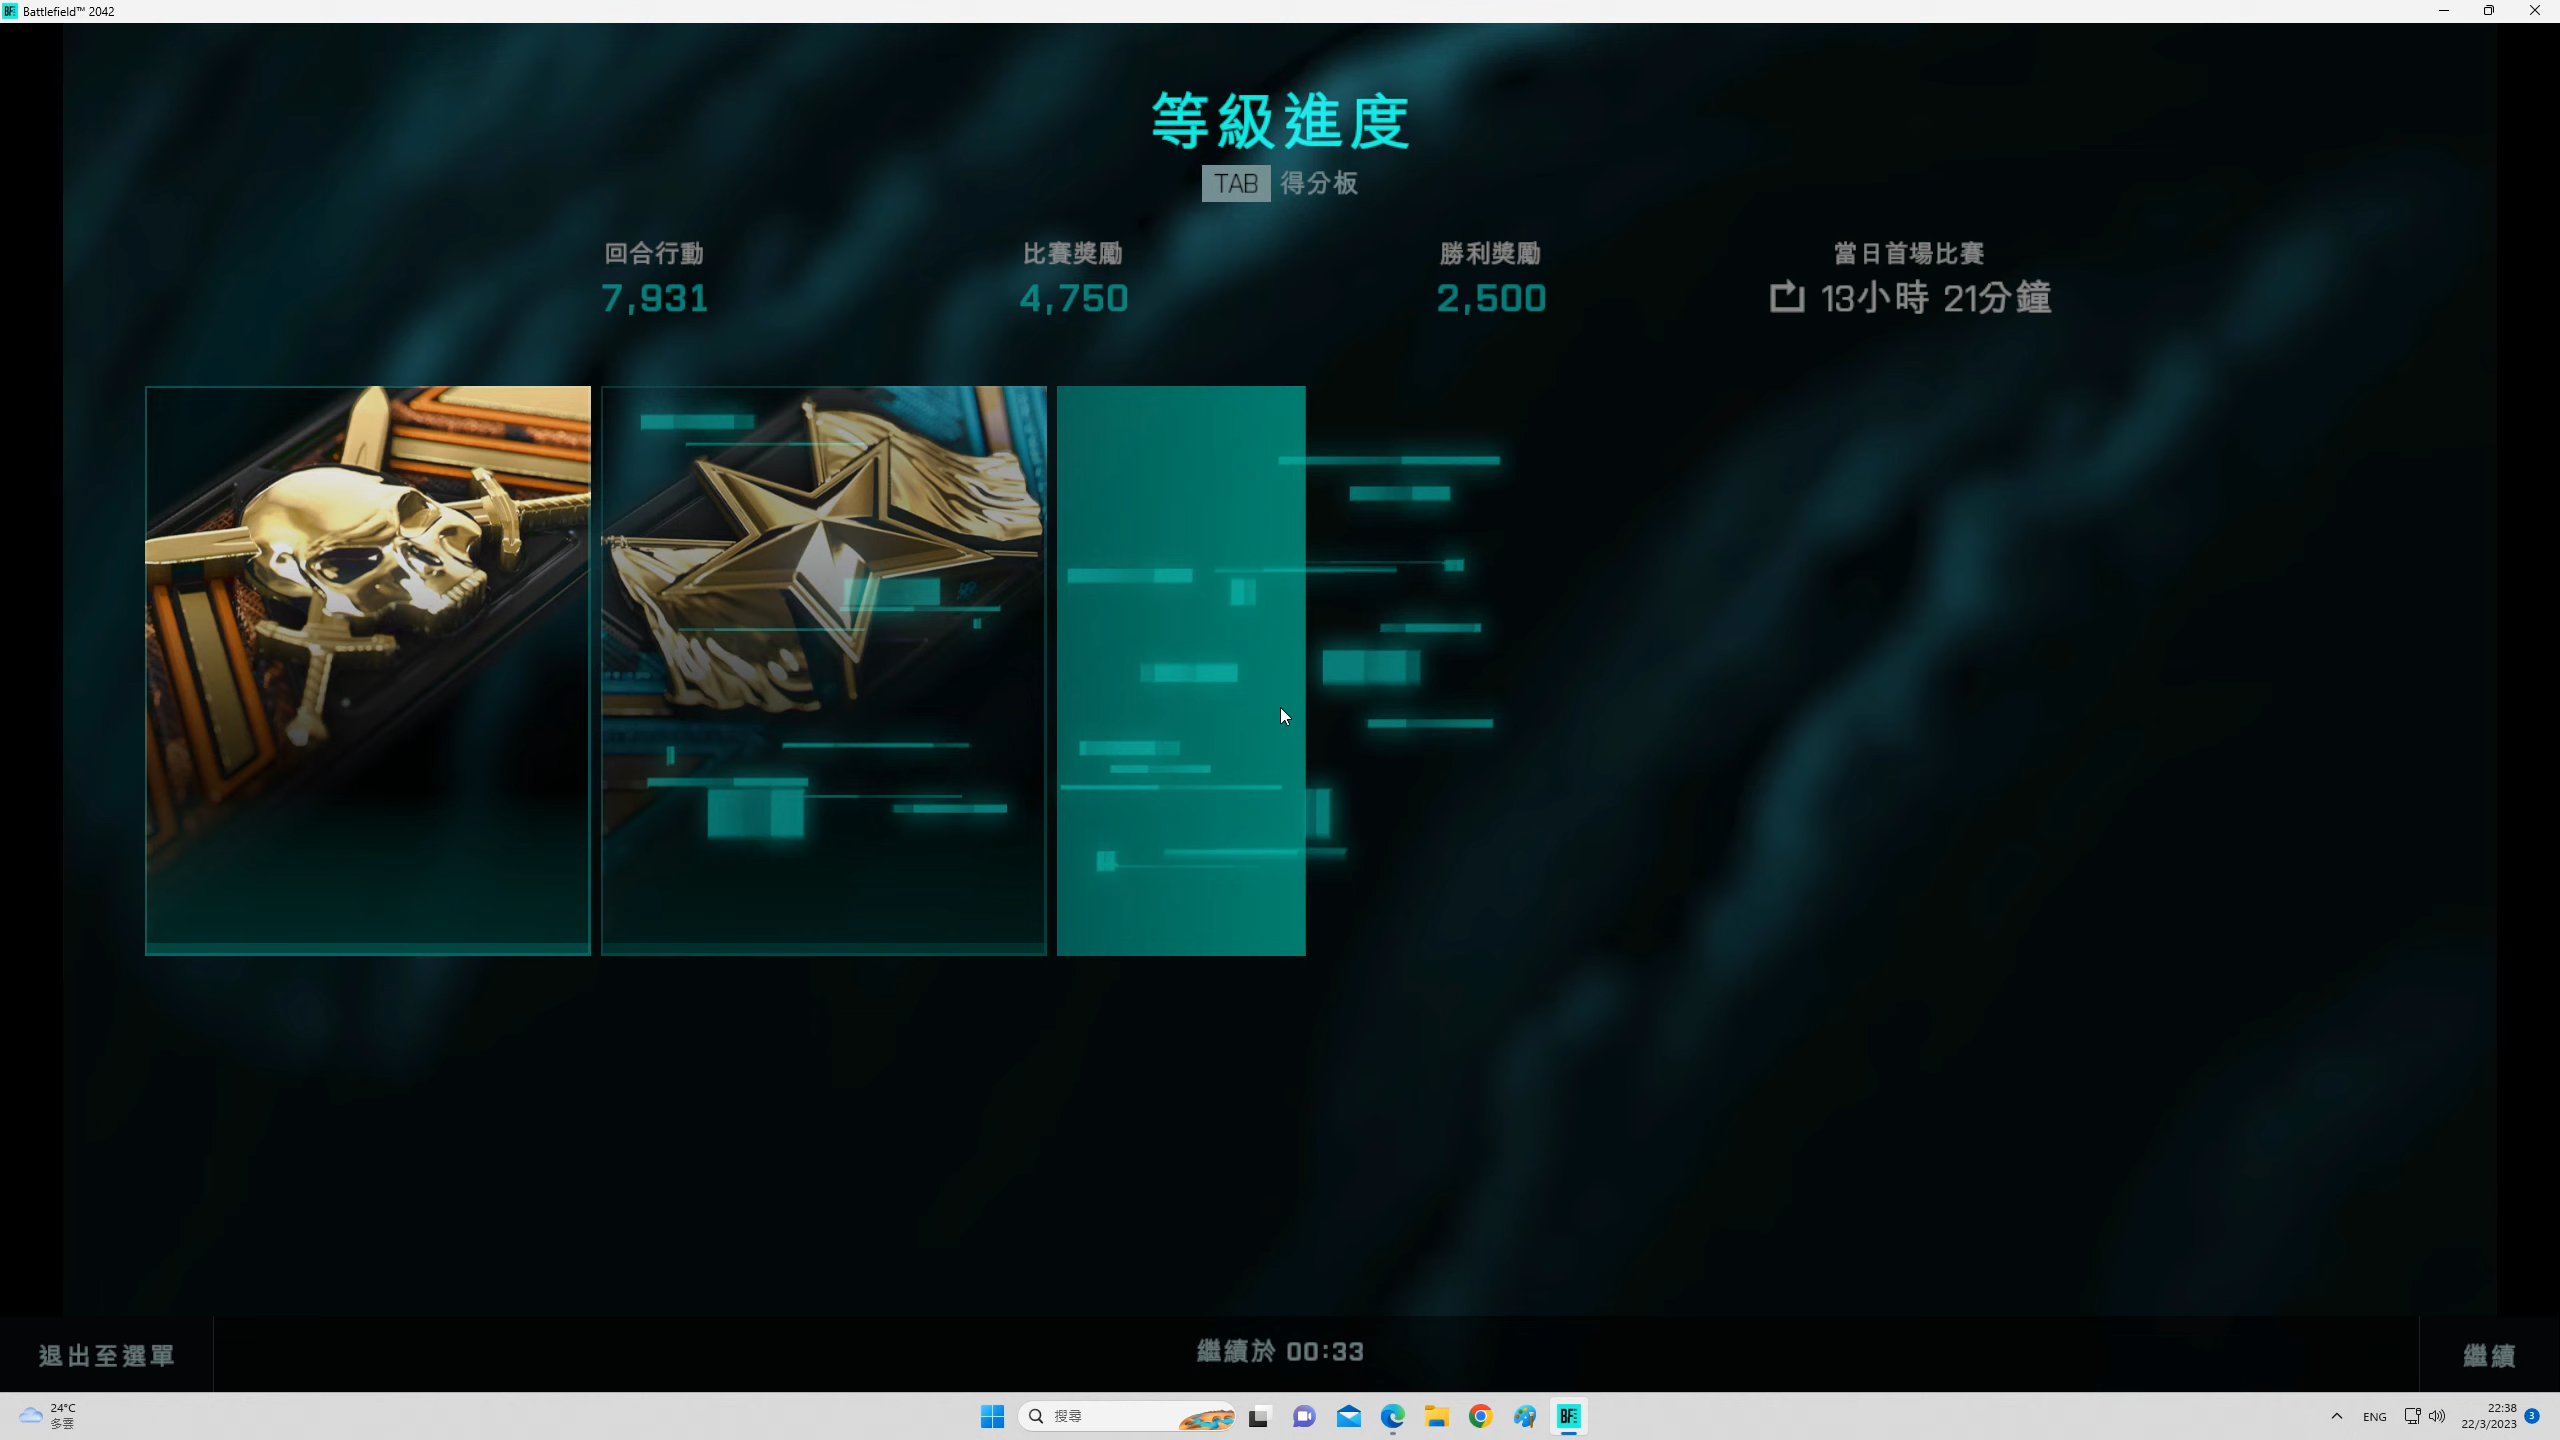 Battlefield™ 2042
等級進度
TAB 得分板
回合行動
7,931
比賽獎勵
4,750
勝利獎勵
2,500
當日首場比賽
13小時 21分鐘
退出至選單
繼續於 00:33
繼續
24°C
多雲
搜尋
BF
ENG
22:38
22/3/2023
3